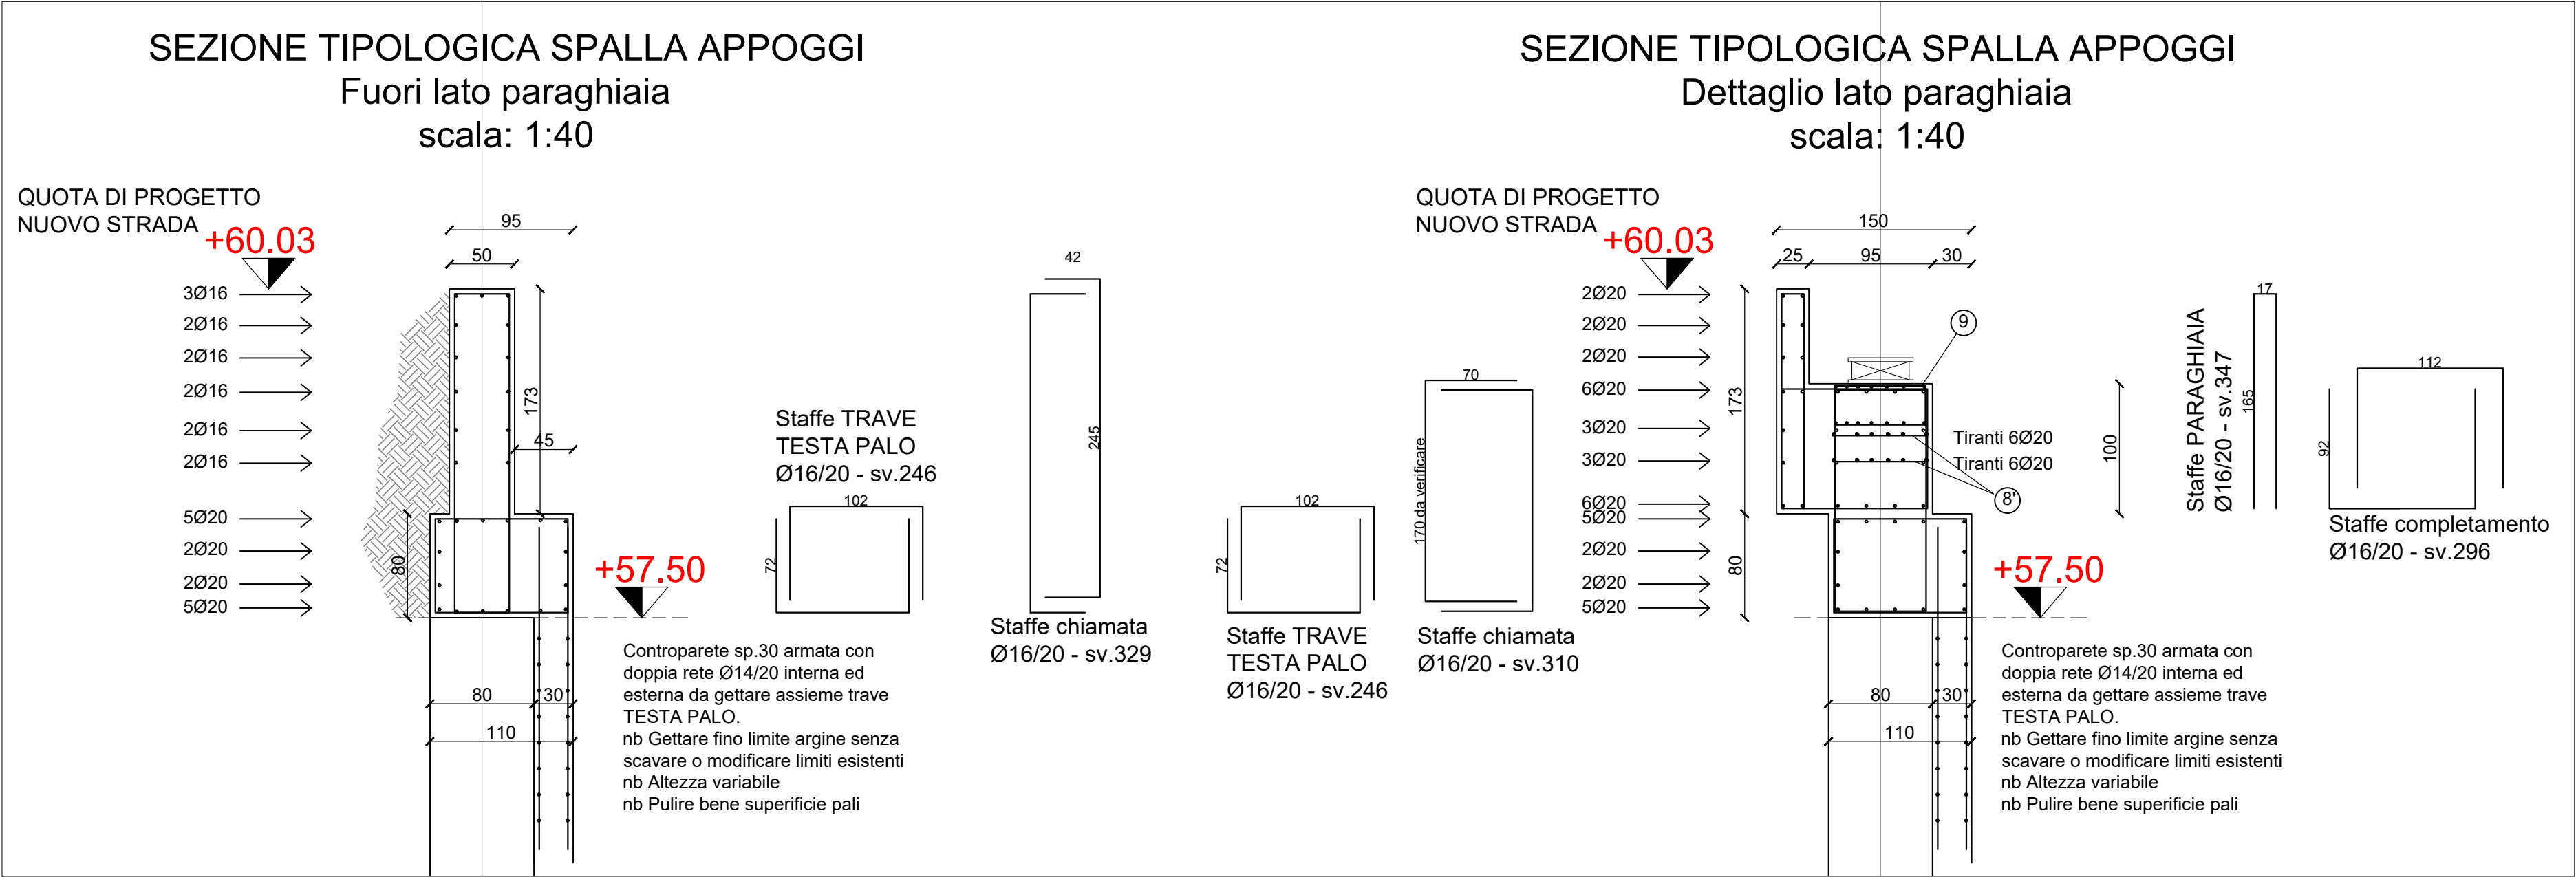 SEZIONE TIPOLOGICA SPALLA APPOGGI
Fuori lato paraghiaia
scala: 1:40
QUOTA DI PROGETTO
NUOVO STRADA
+60.03
95
50
3Ø16
2Ø16
2Ø16
2Ø16
2Ø16
2Ø16
5Ø20
2Ø20
2Ø20
5Ø20
173
45
80
+57.50
80
30
110
Controparete sp.30 armata con
doppia rete Ø14/20 interna ed
esterna da gettare assieme trave
TESTA PALO.
nb Gettare fino limite argine senza
scavare o modificare limiti esistenti
nb Altezza variabile
nb Pulire bene superificie pali
Staffe TRAVE
TESTA PALO
Ø16/20 - sv.246
102
72
42
245
Staffe chiamata
Ø16/20 - sv.329
102
72
Staffe TRAVE
TESTA PALO
Ø16/20 - sv.246
70
170 da verificare
Staffe chiamata
Ø16/20 - sv.310
SEZIONE TIPOLOGICA SPALLA APPOGGI
Dettaglio lato paraghiaia
scala: 1:40
QUOTA DI PROGETTO
NUOVO STRADA
+60.03
150
25
95
30
2Ø20
2Ø20
2Ø20
6Ø20
3Ø20
3Ø20
6Ø20
5Ø20
2Ø20
2Ø20
5Ø20
173
80
9
Tiranti 6Ø20
Tiranti 6Ø20
8'
100
+57.50
80
30
110
Controparete sp.30 armata con
doppia rete Ø14/20 interna ed
esterna da gettare assieme trave
TESTA PALO.
nb Gettare fino limite argine senza
scavare o modificare limiti esistenti
nb Altezza variabile
nb Pulire bene superificie pali
Staffe PARAGHIAIA
Ø16/20 - sv.347
17
165
112
92
Staffe completamento
Ø16/20 - sv.296